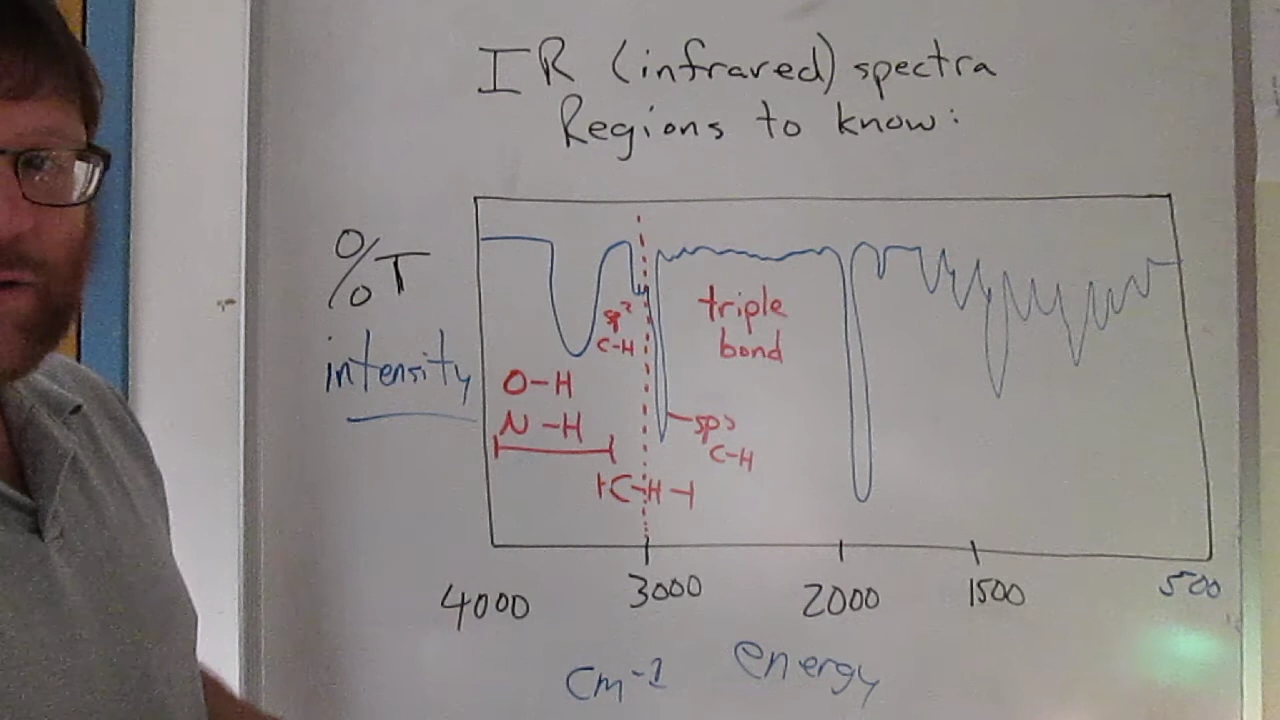 IR (infrared) spectra
Regions to know:
%T
intensity
sp²
C-H
triple
bond
O-H
N-H
sp3
C-H
C-H
4000
3000
2000
1500
500
cm⁻¹
energy